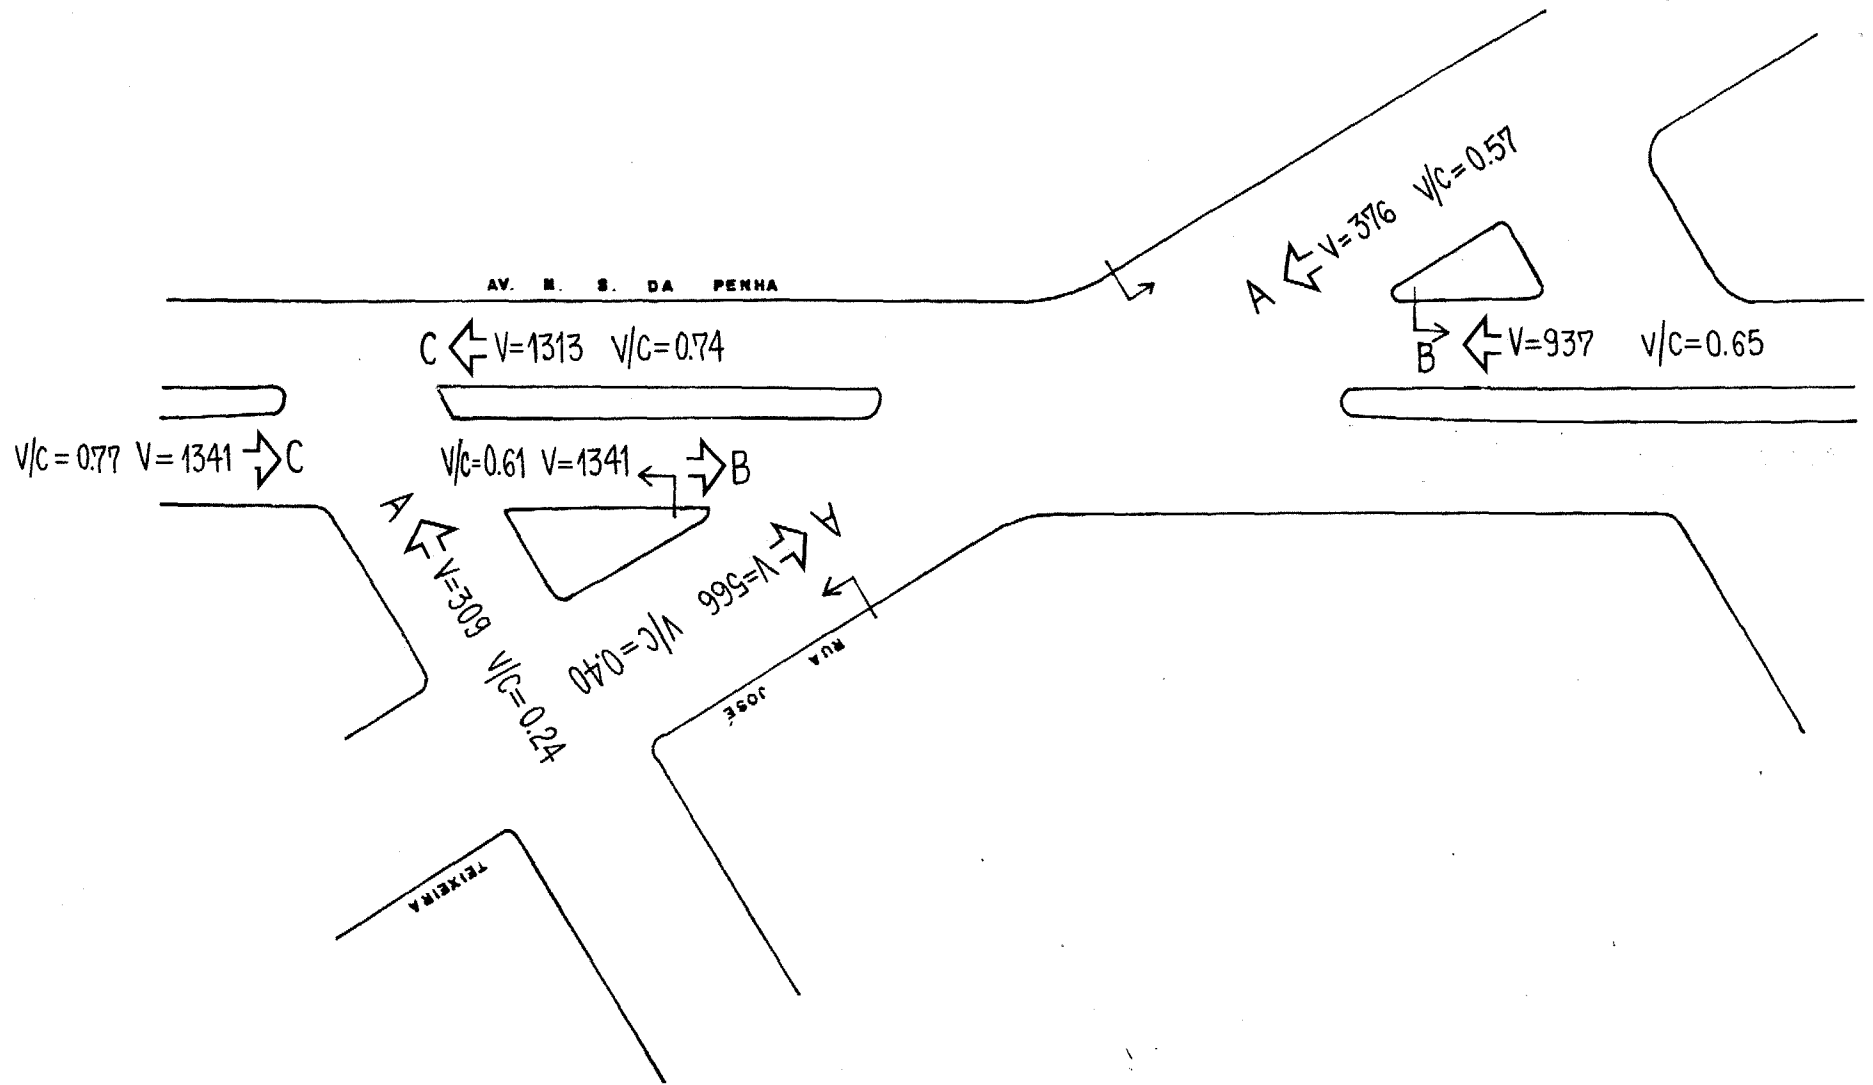 V/C=0.57
V=376
A
AV. N. S. DA PENHA
C V=1313 V/C=0.74
B V=937 V/C=0.65
V/C=0.77 V=1341 C
V/C=0.61 V=1341 B
A
V=309 V/C=0.24
A
V=566 V/C=0.40
RUA JOSÉ TEIXEIRA